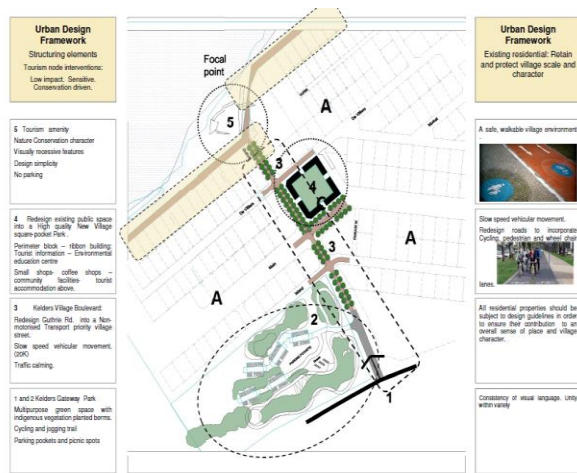 Urban Design
Framework
Structuring elements
Tourism node interventions:
Low impact. Sensitive.
Conservation driven.
5 Tourism amenity
Nature Conservation character
Visually recessive features
Design simplicity
No parking
4 Redesign existing public space
into a High quality New Village
square-pocket Park.
Perimeter block – ribbon building:
Tourist information – Environmental
education centre
Small shops- coffee shops –
community facilities- tourist
accommodation above.
3 Kelders Village Boulevard:
Redesign Guthrie Rd. into a Non-
motorised Transport priority village
street.
Slow speed vehicular movement.
(20K)
Traffic calming.
1 and 2 Kelders Gateway Park
Multipurpose green space with
indigenous vegetation planted berms.
Cycling and jogging trail
Parking pockets and picnic spots
Focal
point
5
A
3
4
De Villiers
3
A
Main
A
2
1
Urban Design
Framework
Existing residential: Retain
and protect village scale and
character
A safe, walkable village environment
Slow speed vehicular movement.
Redesign roads to incorporate
Cycling, pedestrian and wheel chair
lanes.
All residential properties should be
subject to design guidelines in order
to ensure their contribution to an
overall sense of place and village
character.
Consistency of visual language. Unity
within variety